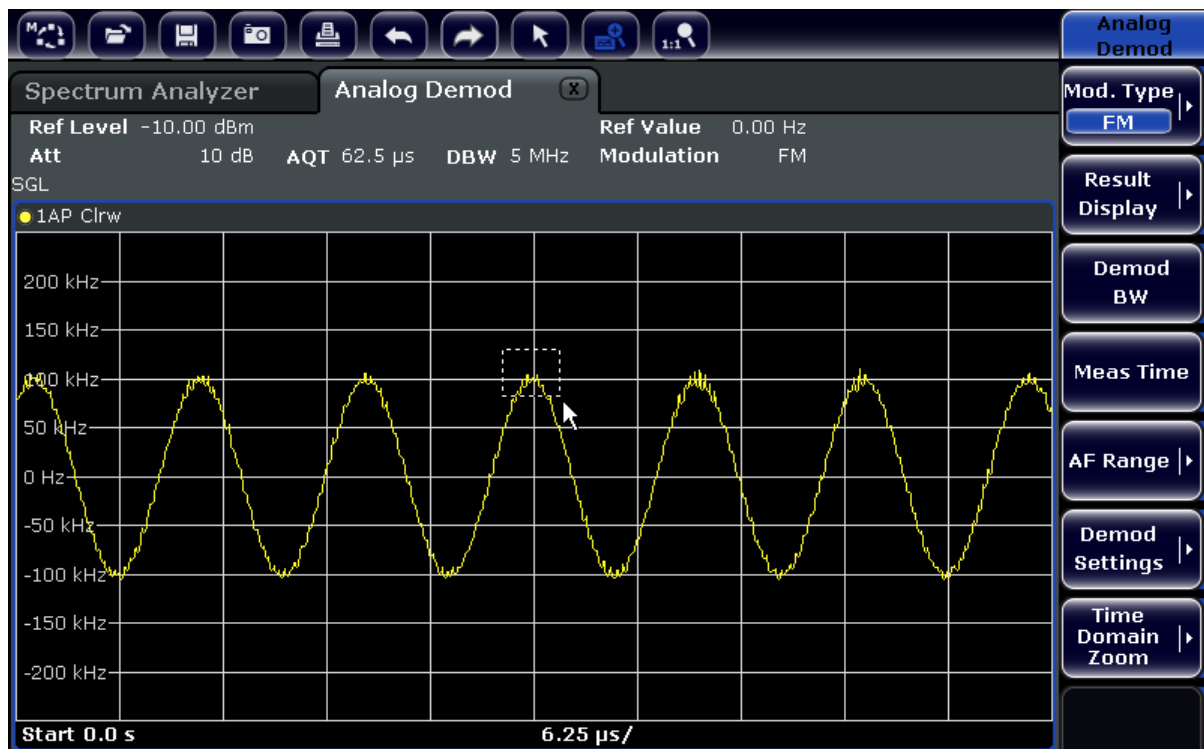 Analog
Demod
Spectrum Analyzer
Analog Demod
X
Ref Level -10.00 dBm
Ref Value 0.00 Hz
Att 10 dB AQT 62.5 µs DBW 5 MHz Modulation FM
SGL
1AP Clrw
200 kHz
150 kHz
100 kHz
50 kHz
0 Hz
-50 kHz
-100 kHz
-150 kHz
-200 kHz
Start 0.0 s
6.25 µs/
Mod. Type
FM
Result
Display
Demod
BW
Meas Time
AF Range
Demod
Settings
Time
Domain
Zoom
M
1:1